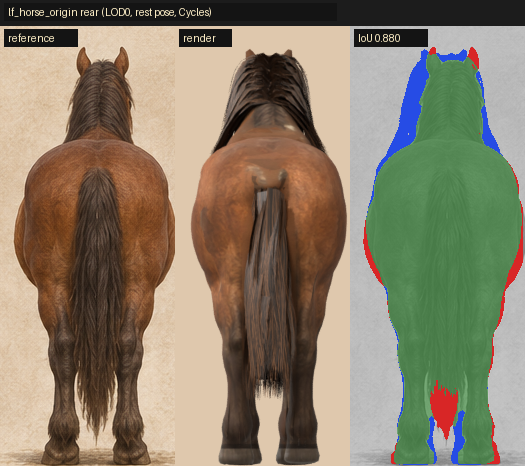 lf_horse_origin rear (LOD0, rest pose, Cycles)
reference
render
IoU 0.880